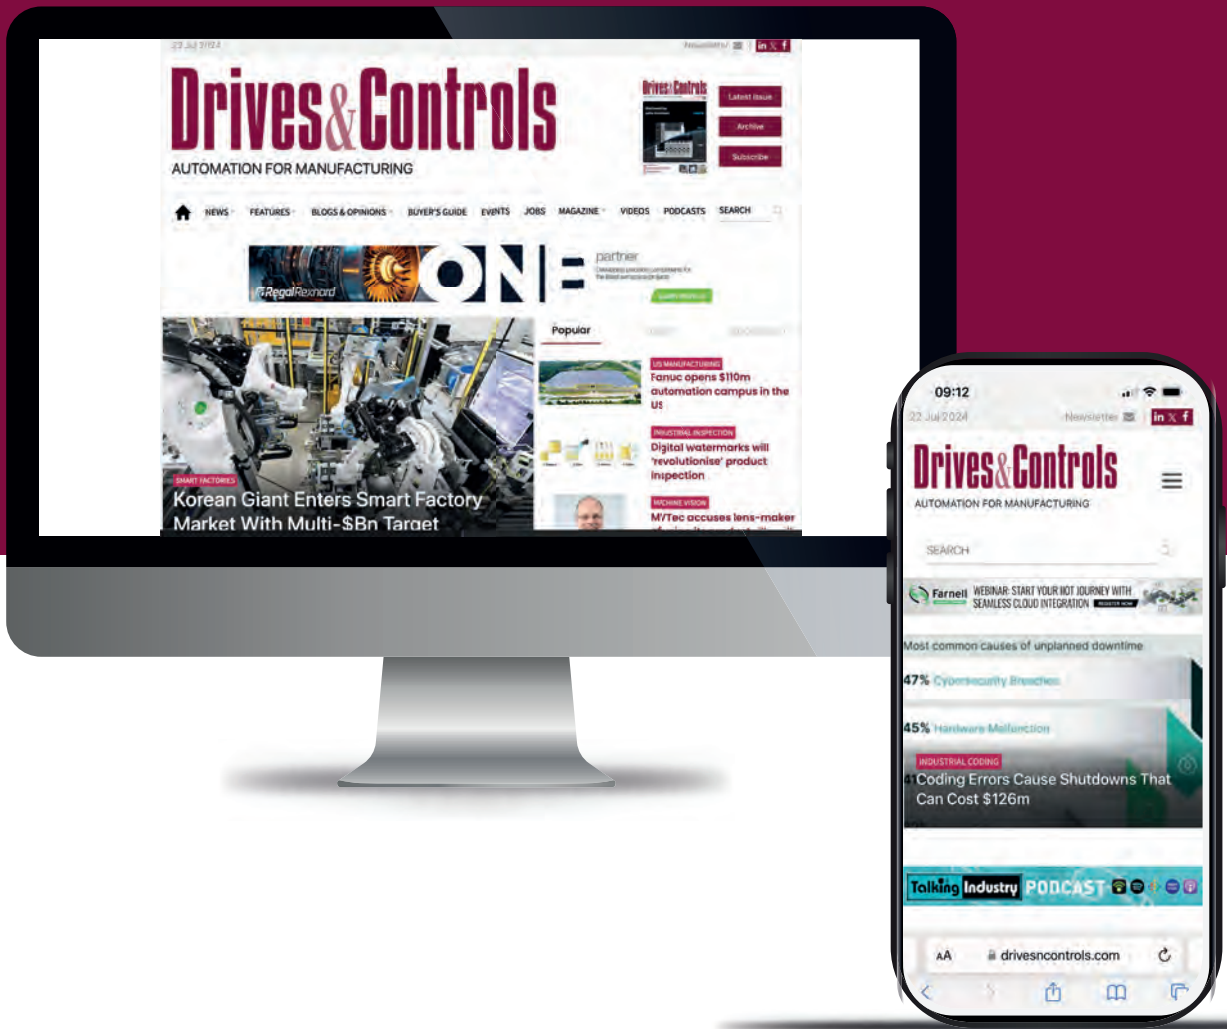 22 Jul 2024
Newsletter
in X f
Drives&Controls
AUTOMATION FOR MANUFACTURING
Drives&Controls
Latest Issue
Archive
Subscribe
NEWS
FEATURES
BLOGS & OPINIONS
BUYER'S GUIDE
EVENTS
JOBS
MAGAZINE
VIDEOS
PODCASTS
SEARCH
RegalRexnord
ONE
partner
Popular
SMART FACTORIES
Korean Giant Enters Smart Factory
Market With Multi-$Bn Target
US MANUFACTURING
Fanuc opens $110m
automation campus in the
US
INDUSTRIAL INSPECTION
Digital watermarks will
'revolutionise' product
inspection
MACHINE VISION
MVTec accuses lens-maker
09:12
22 Jul 2024
Newsletter
in X f
Drives&Controls
AUTOMATION FOR MANUFACTURING
SEARCH
Farnell
WEBINAR: START YOUR IIOT JOURNEY WITH
SEAMLESS CLOUD INTEGRATION
REGISTER NOW
Most common causes of unplanned downtime
47% Cybersecurity Breaches
45% Hardware Malfunction
INDUSTRIAL CODING
Coding Errors Cause Shutdowns That
Can Cost $126m
Talking Industry PODCAST
AA
drivesncontrols.com